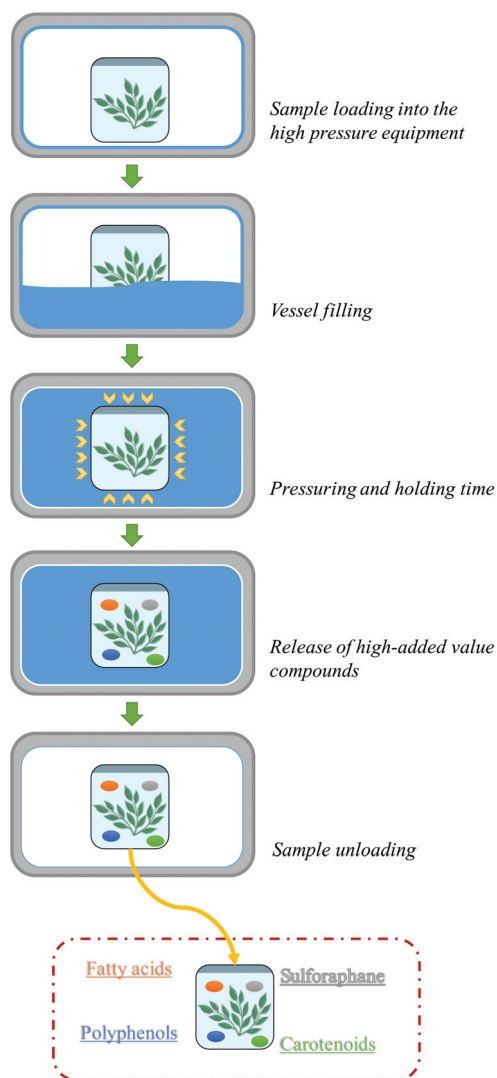 Sample loading into the
high pressure equipment
Vessel filling
Pressuring and holding time
Release of high-added value
compounds
Sample unloading
Fatty acids
Sulforaphane
Polyphenols
Carotenoids